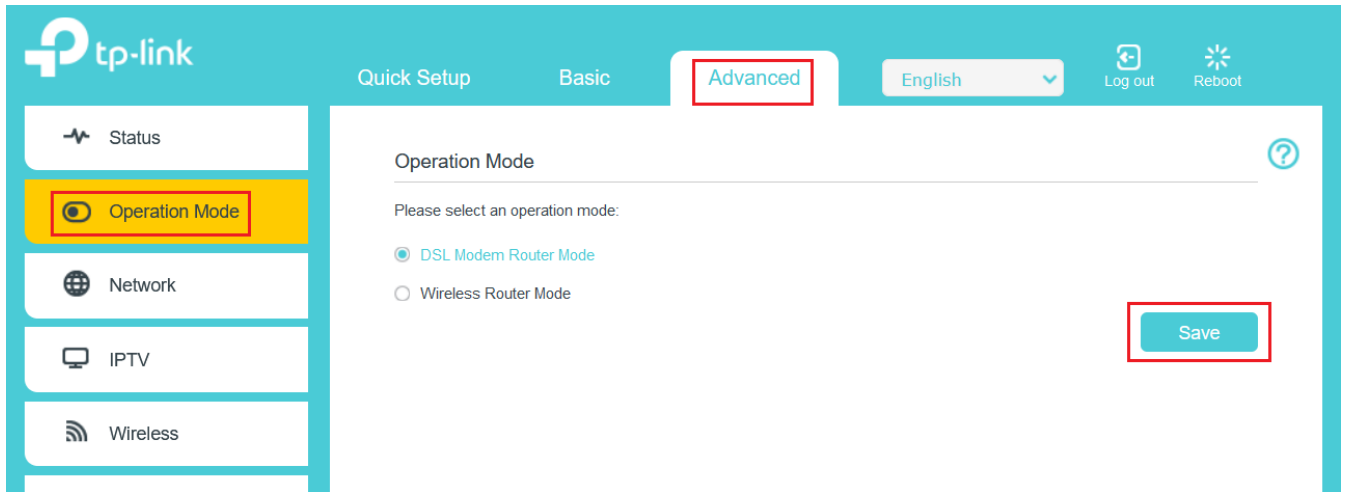 tp-link
Quick Setup
Basic
Advanced
English
Log out
Reboot
Status
Operation Mode
Network
IPTV
Wireless
Operation Mode
?
Please select an operation mode:
DSL Modem Router Mode
Wireless Router Mode
Save